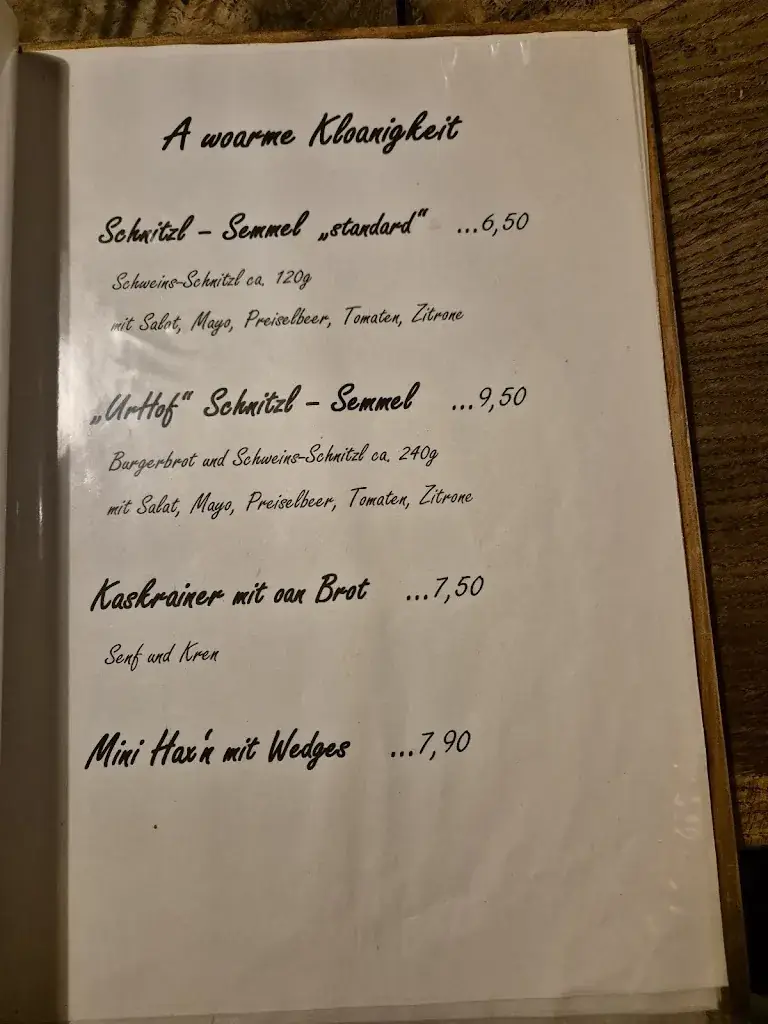 A woarme Kloanigkeit
Schnitzl – Semmel „standard“ ...6,50
Schweins-Schnitzl ca. 120g
mit Salat, Mayo, Preiselbeer, Tomaten, Zitrone
„UrHof“ Schnitzl – Semmel ...9,50
Burgerbrot und Schweins-Schnitzl ca. 240g
mit Salat, Mayo, Preiselbeer, Tomaten, Zitrone
Kaskrainer mit oan Brot ...7,50
Senf und Kren
Mini Hax'n mit Wedges ...7,90